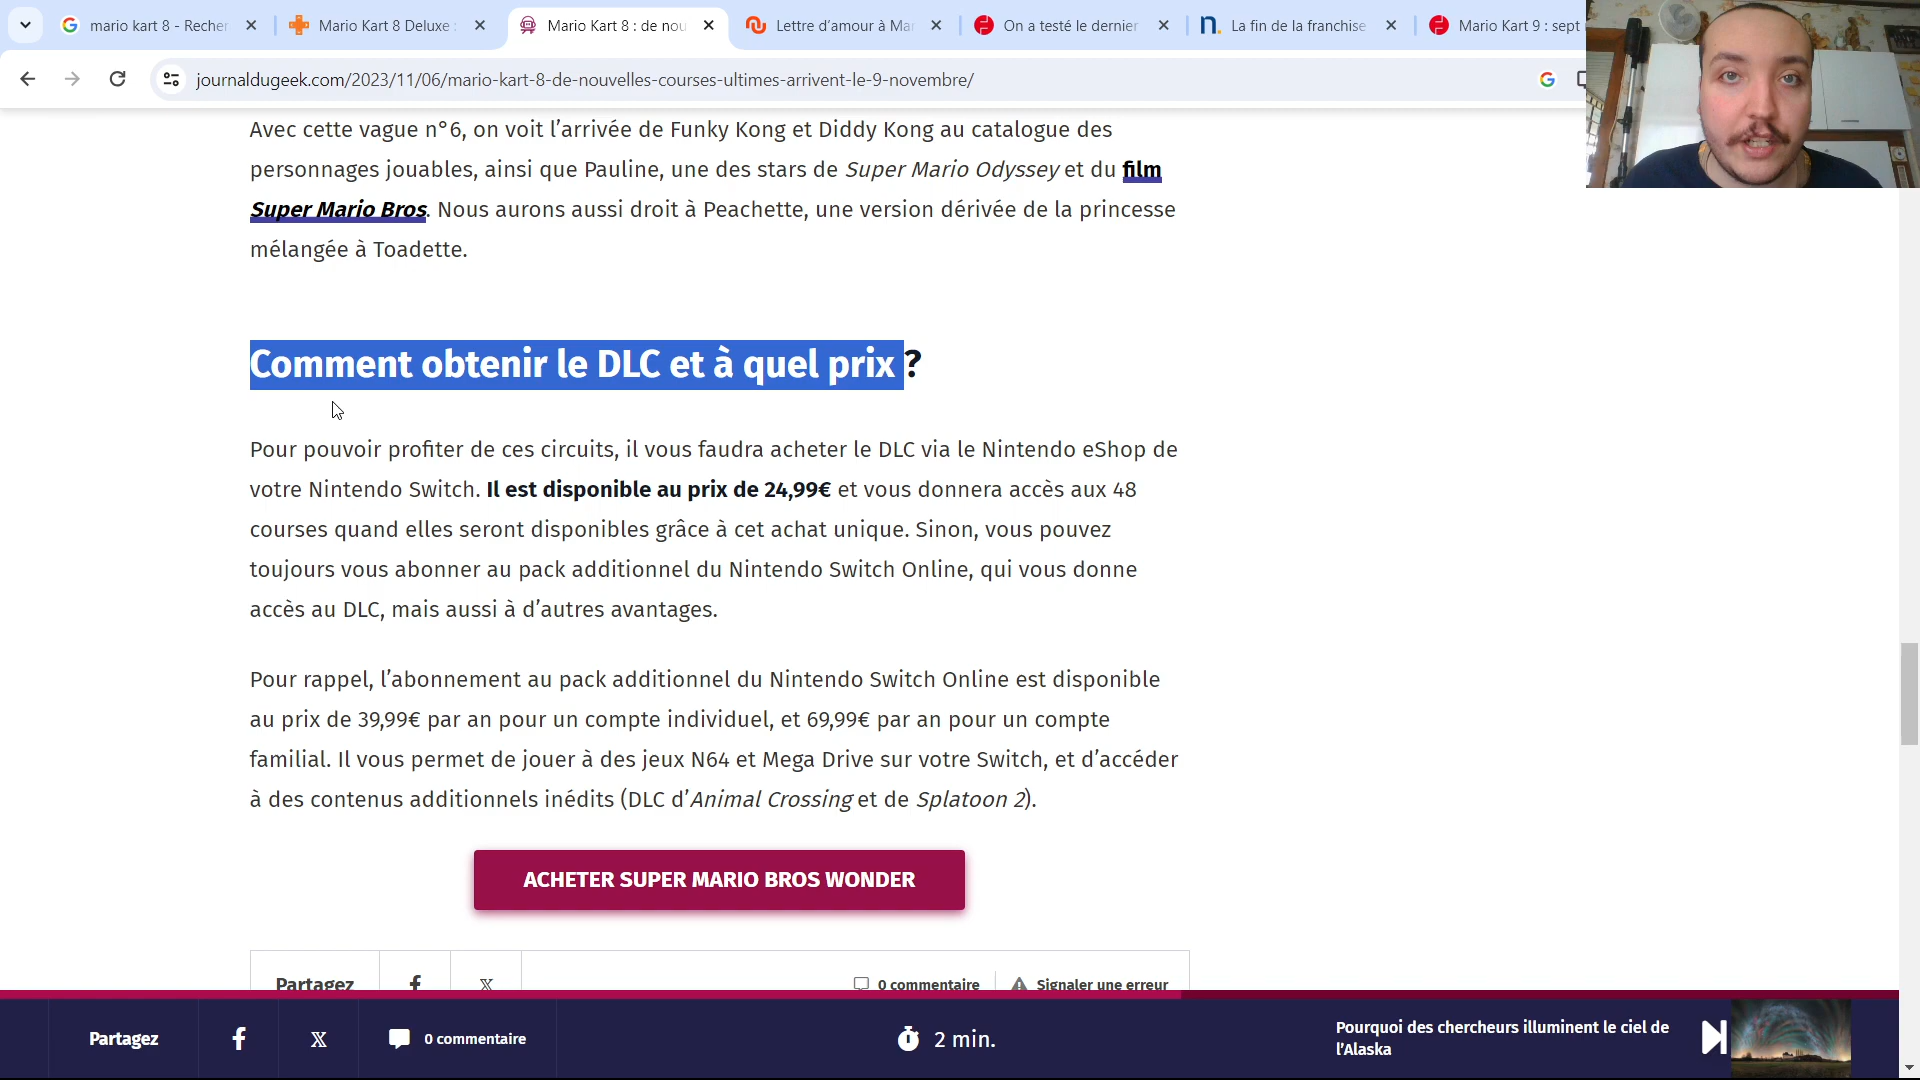 mario kart 8 - Recher
Mario Kart 8 Deluxe :
Mario Kart 8 : de nou
Lettre d'amour à Mar
On a testé le dernier
La fin de la franchise
Mario Kart 9 : sept
journaldugeek.com/2023/11/06/mario-kart-8-de-nouvelles-courses-ultimes-arrivent-le-9-novembre/
Avec cette vague n°6, on voit l'arrivée de Funky Kong et Diddy Kong au catalogue des
personnages jouables, ainsi que Pauline, une des stars de Super Mario Odyssey et du film
Super Mario Bros. Nous aurons aussi droit à Peachette, une version dérivée de la princesse
mélangée à Toadette.
Comment obtenir le DLC et à quel prix ?
Pour pouvoir profiter de ces circuits, il vous faudra acheter le DLC via le Nintendo eShop de
votre Nintendo Switch. Il est disponible au prix de 24,99€ et vous donnera accès aux 48
courses quand elles seront disponibles grâce à cet achat unique. Sinon, vous pouvez
toujours vous abonner au pack additionnel du Nintendo Switch Online, qui vous donne
accès au DLC, mais aussi à d'autres avantages.
Pour rappel, l'abonnement au pack additionnel du Nintendo Switch Online est disponible
au prix de 39,99€ par an pour un compte individuel, et 69,99€ par an pour un compte
familial. Il vous permet de jouer à des jeux N64 et Mega Drive sur votre Switch, et d'accéder
à des contenus additionnels inédits (DLC d'Animal Crossing et de Splatoon 2).
ACHETER SUPER MARIO BROS WONDER
Partagez
0 commentaire
Signaler une erreur
Partagez
0 commentaire
2 min.
Pourquoi des chercheurs illuminent le ciel de
l'Alaska